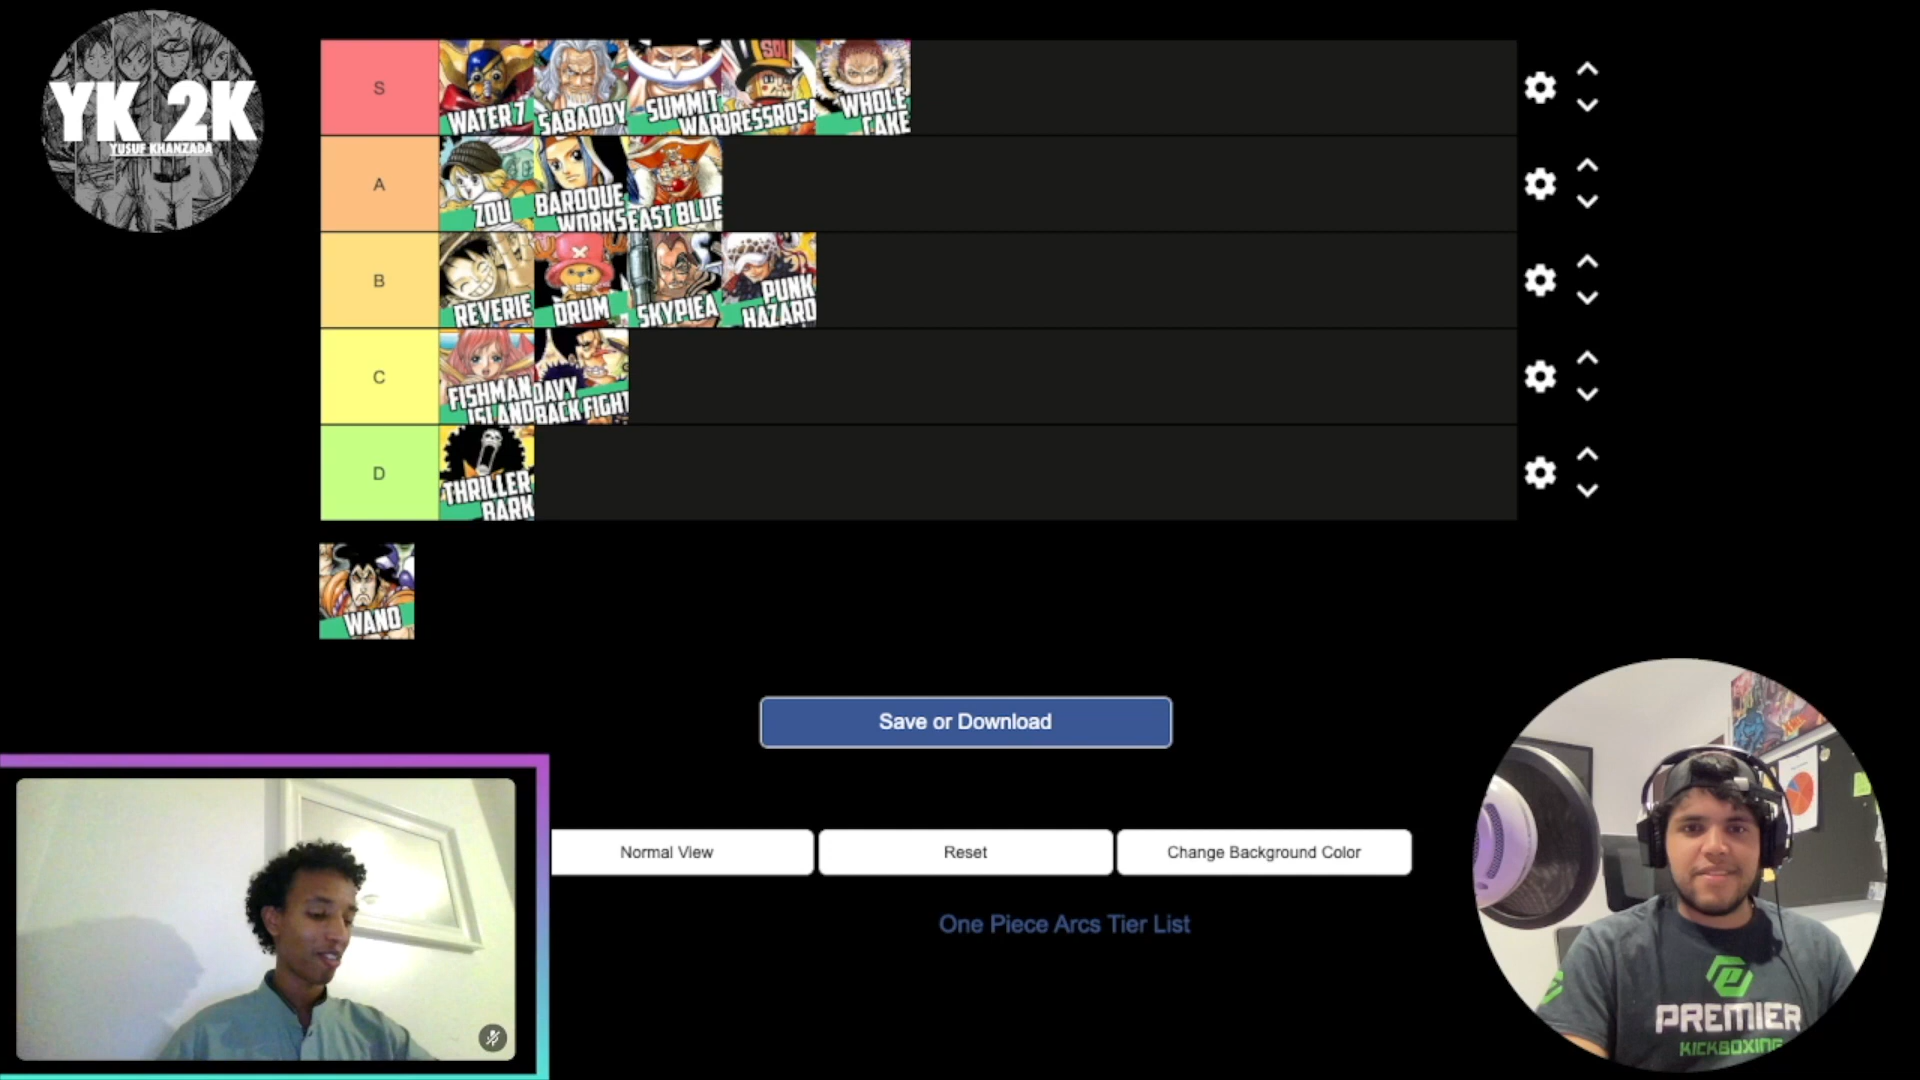 YK 2K
YUSUF KHANZADA
S
WATER 7
SABAODY
SUMMIT
WAR
DRESSROSA
WHOLE
CAKE
A
ZOU
BAROQUE
WORKS
EAST BLUE
B
REVERIE
DRUM
SKYPIEA
PUNK
HAZARD
C
FISHMAN
ISLAND
DAVY
BACK FIGHT
D
THRILLER
BARK
WANO
Save or Download
Normal View
Reset
Change Background Color
One Piece Arcs Tier List
PREMIER
KICKBOXING